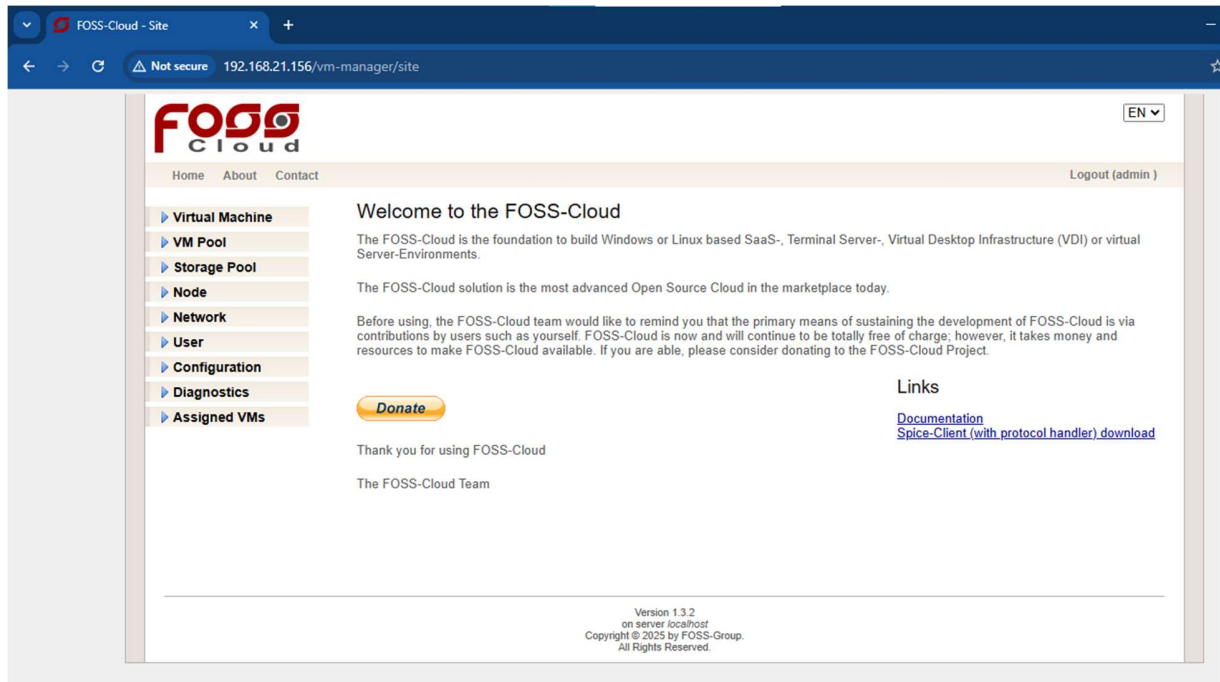 FOSS-Cloud - Site
Not secure 192.168.21.156/vm-manager/site
FOSS
Cloud
EN
Home About Contact
Logout (admin )
Virtual Machine
VM Pool
Storage Pool
Node
Network
User
Configuration
Diagnostics
Assigned VMs
Welcome to the FOSS-Cloud
The FOSS-Cloud is the foundation to build Windows or Linux based SaaS-, Terminal Server-, Virtual Desktop Infrastructure (VDI) or virtual
Server-Environments.
The FOSS-Cloud solution is the most advanced Open Source Cloud in the marketplace today.
Before using, the FOSS-Cloud team would like to remind you that the primary means of sustaining the development of FOSS-Cloud is via
contributions by users such as yourself. FOSS-Cloud is now and will continue to be totally free of charge; however, it takes money and
resources to make FOSS-Cloud available. If you are able, please consider donating to the FOSS-Cloud Project.
Donate
Thank you for using FOSS-Cloud
The FOSS-Cloud Team
Links
Documentation
Spice-Client (with protocol handler) download
Version 1.3.2
on server localhost
Copyright © 2025 by FOSS-Group.
All Rights Reserved.